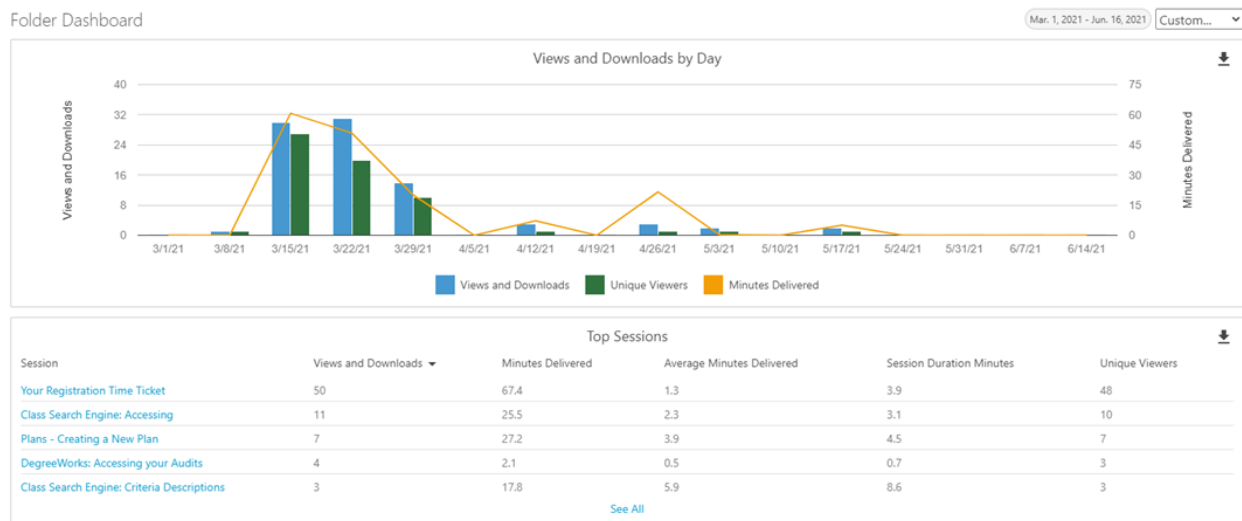 Folder Dashboard
Mar. 1, 2021 - Jun. 16, 2021 Custom...
Views and Downloads by Day
40 75
32 60
24 45
16 30
8 15
0 0
Views and Downloads
Minutes Delivered
3/1/21 3/8/21 3/15/21 3/22/21 3/29/21 4/5/21 4/12/21 4/19/21 4/26/21 5/3/21 5/10/21 5/17/21 5/24/21 5/31/21 6/7/21 6/14/21
Views and Downloads Unique Viewers Minutes Delivered
Top Sessions
Session Views and Downloads Minutes Delivered Average Minutes Delivered Session Duration Minutes Unique Viewers
Your Registration Time Ticket 50 67.4 1.3 3.9 48
Class Search Engine: Accessing 11 25.5 2.3 3.1 10
Plans - Creating a New Plan 7 27.2 3.9 4.5 7
DegreeWorks: Accessing your Audits 4 2.1 0.5 0.7 3
Class Search Engine: Criteria Descriptions 3 17.8 5.9 8.6 3
See All